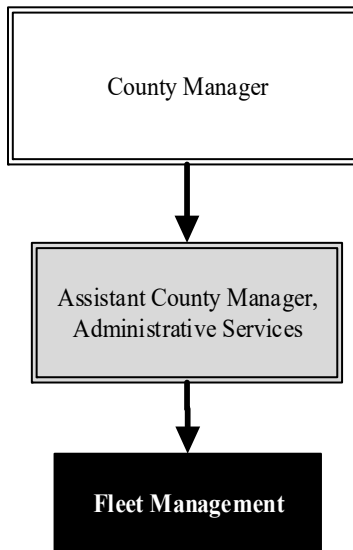 County Manager
Assistant County Manager,
Administrative Services
Fleet Management